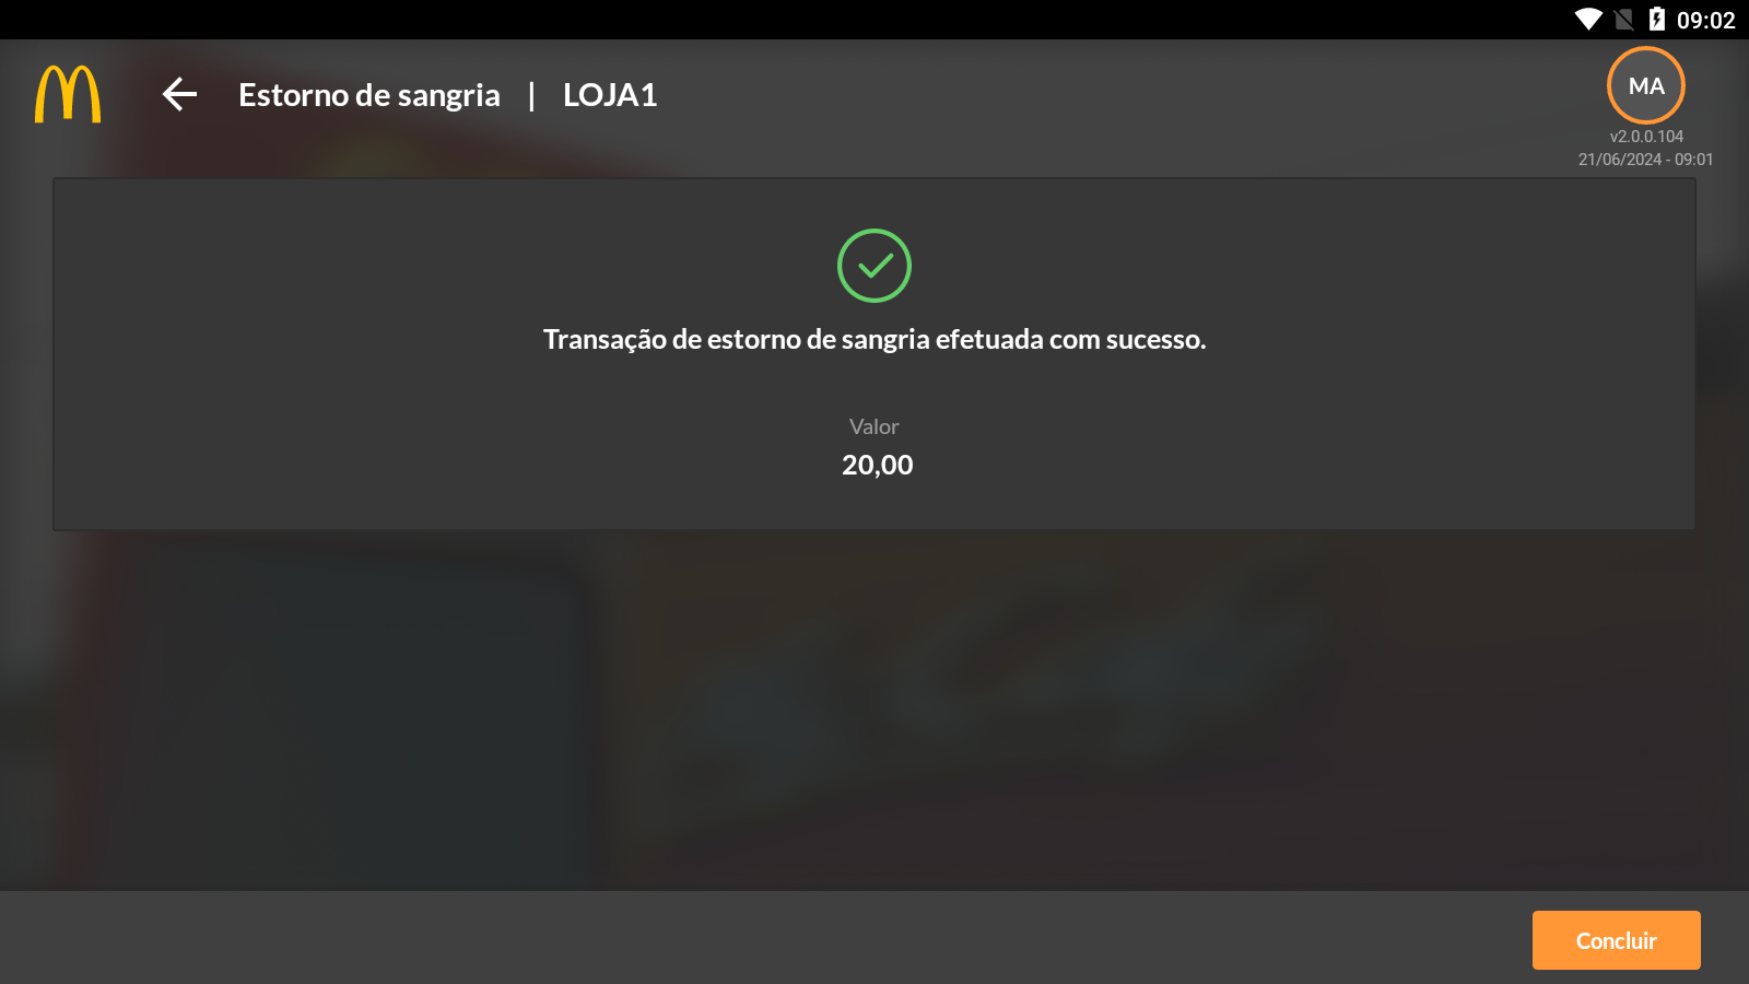 09:02
Estorno de sangria | LOJA1
MA
v2.0.0.104
21/06/2024 - 09:01
Transação de estorno de sangria efetuada com sucesso.
Valor
20,00
Concluir